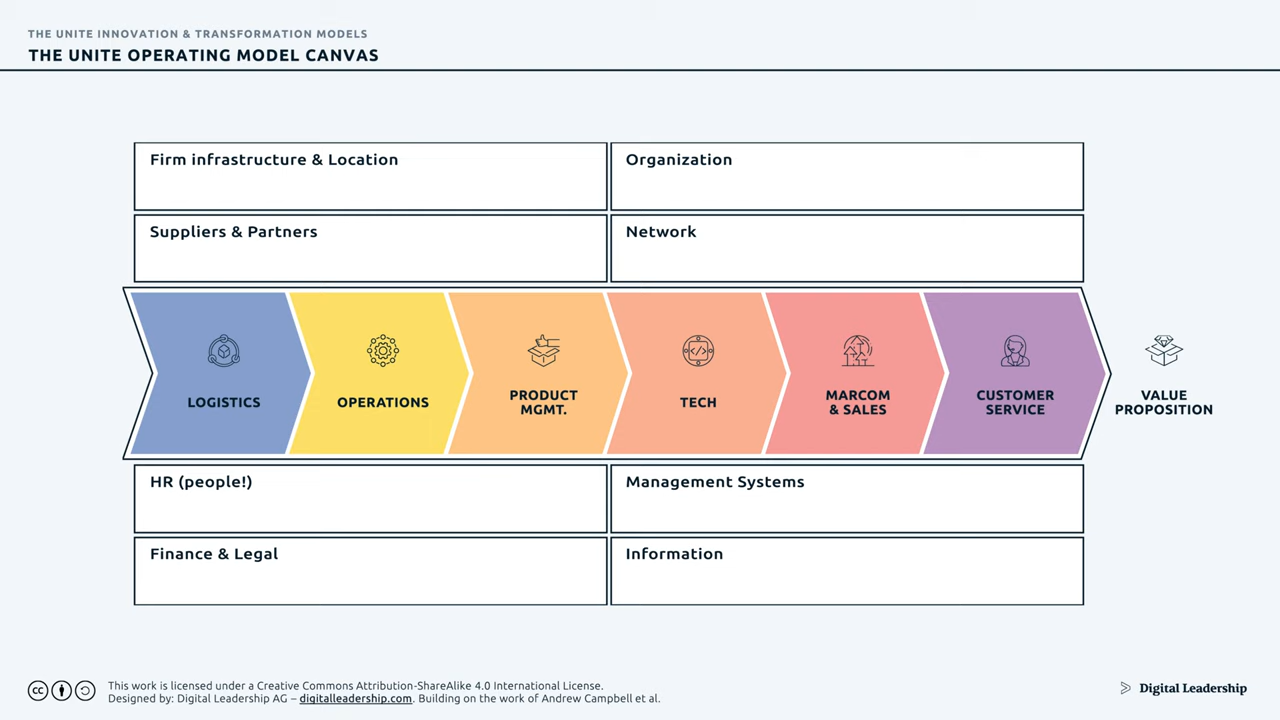 THE UNITE INNOVATION & TRANSFORMATION MODELS
THE UNITE OPERATING MODEL CANVAS
Firm infrastructure & Location
Organization
Suppliers & Partners
Network
LOGISTICS
OPERATIONS
PRODUCT
MGMT.
TECH
MARCOM
& SALES
CUSTOMER
SERVICE
VALUE
PROPOSITION
HR (people!)
Management Systems
Finance & Legal
Information
cc
This work is licensed under a Creative Commons Attribution-ShareAlike 4.0 International License.
Designed by: Digital Leadership AG – digitalleadership.com. Building on the work of Andrew Campbell et al.
Digital Leadership